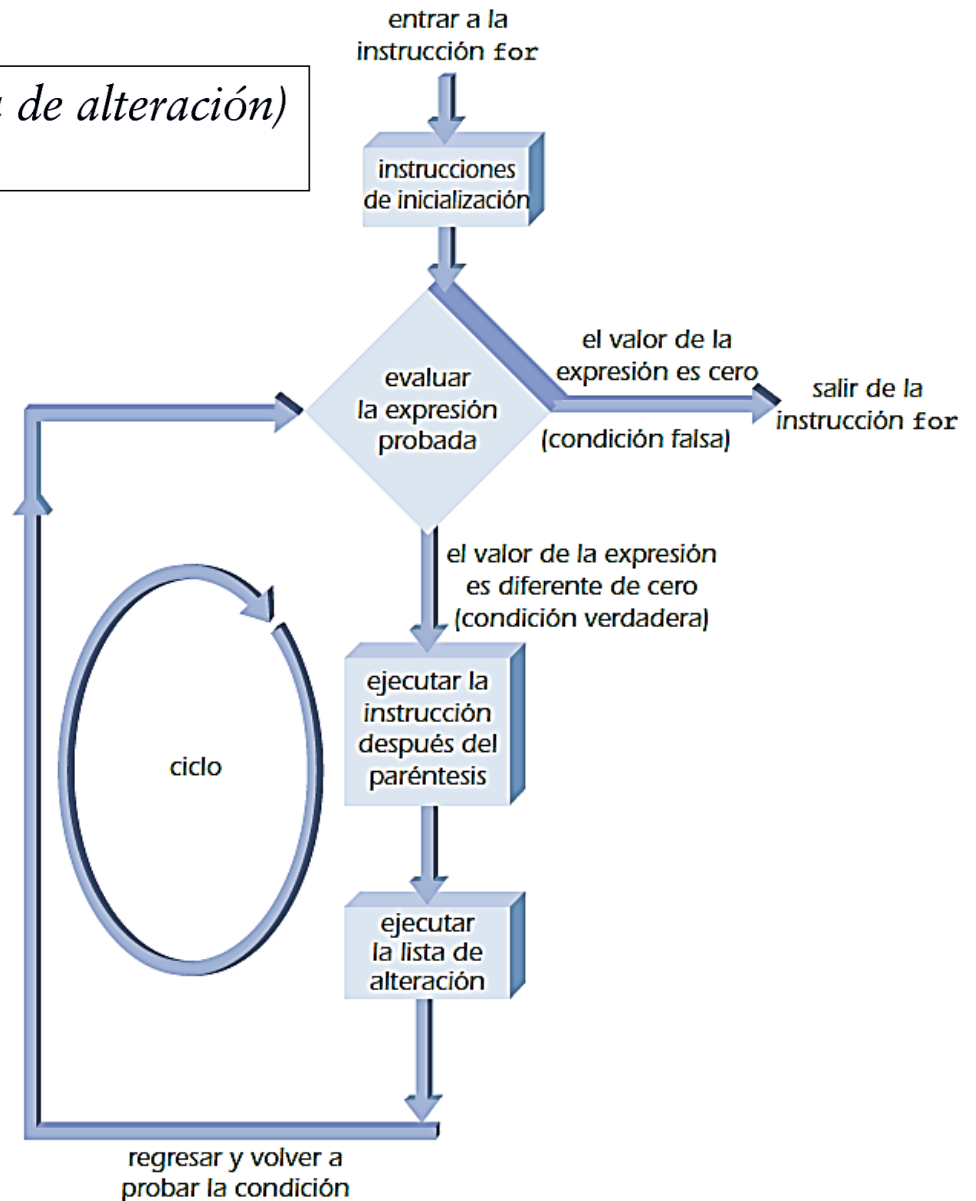 entrar a la
instrucción for
de alteración)
instrucciones
de inicialización
el valor de la
expresión es cero
evaluar
la expresión
probada
(condición falsa)
salir de la
instrucción for
el valor de la expresión
es diferente de cero
(condición verdadera)
ejecutar la
instrucción
después del
paréntesis
ciclo
ejecutar
la lista de
alteración
regresar y volver a
probar la condición